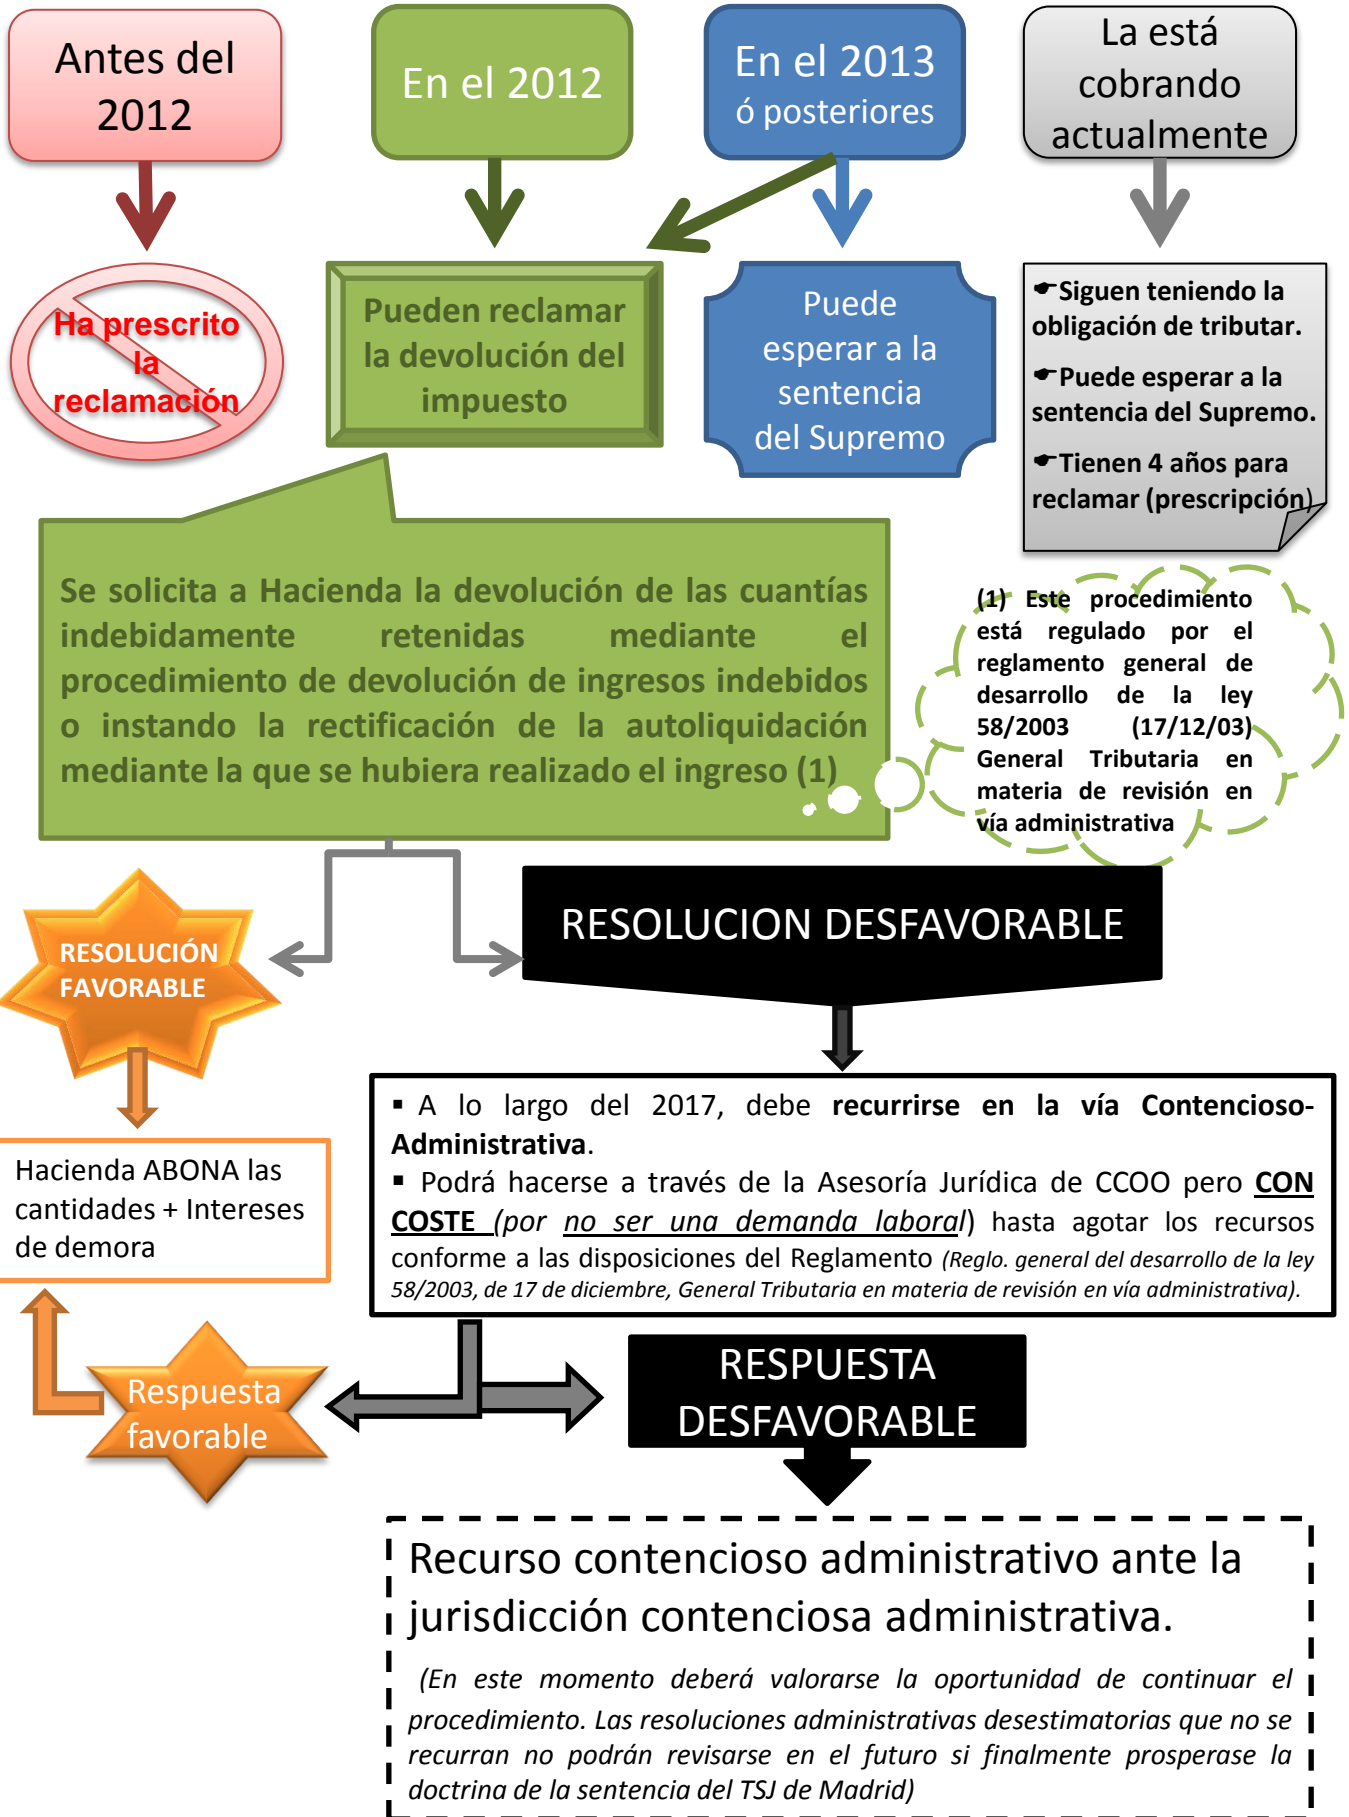 Antes del
2012
En el 2012
En el 2013
ó posteriores
La está
cobrando
actualmente
Ha prescrito
la
reclamación
Pueden reclamar
la devolución del
impuesto
Puede
esperar a la
sentencia
del Supremo
☛Siguen teniendo la
obligación de tributar.
☛Puede esperar a la
sentencia del Supremo.
☛Tienen 4 años para
reclamar (prescripción)
Se solicita a Hacienda la devolución de las cuantías
indebidamente retenidas mediante el
procedimiento de devolución de ingresos indebidos
o instando la rectificación de la autoliquidación
mediante la que se hubiera realizado el ingreso (1)
(1) Este procedimiento
está regulado por el
reglamento general de
desarrollo de la ley
58/2003 (17/12/03)
General Tributaria en
materia de revisión en
vía administrativa
RESOLUCIÓN
FAVORABLE
RESOLUCION DESFAVORABLE
Hacienda ABONA las
cantidades + Intereses
de demora
▪ A lo largo del 2017, debe recurrirse en la vía Contencioso-
Administrativa.
▪ Podrá hacerse a través de la Asesoría Jurídica de CCOO pero CON
COSTE (por no ser una demanda laboral) hasta agotar los recursos
conforme a las disposiciones del Reglamento (Reglo. general del desarrollo de la ley
58/2003, de 17 de diciembre, General Tributaria en materia de revisión en vía administrativa).
Respuesta
favorable
RESPUESTA
DESFAVORABLE
Recurso contencioso administrativo ante la
jurisdicción contenciosa administrativa.
(En este momento deberá valorarse la oportunidad de continuar el
procedimiento. Las resoluciones administrativas desestimatorias que no se
recurran no podrán revisarse en el futuro si finalmente prosperase la
doctrina de la sentencia del TSJ de Madrid)